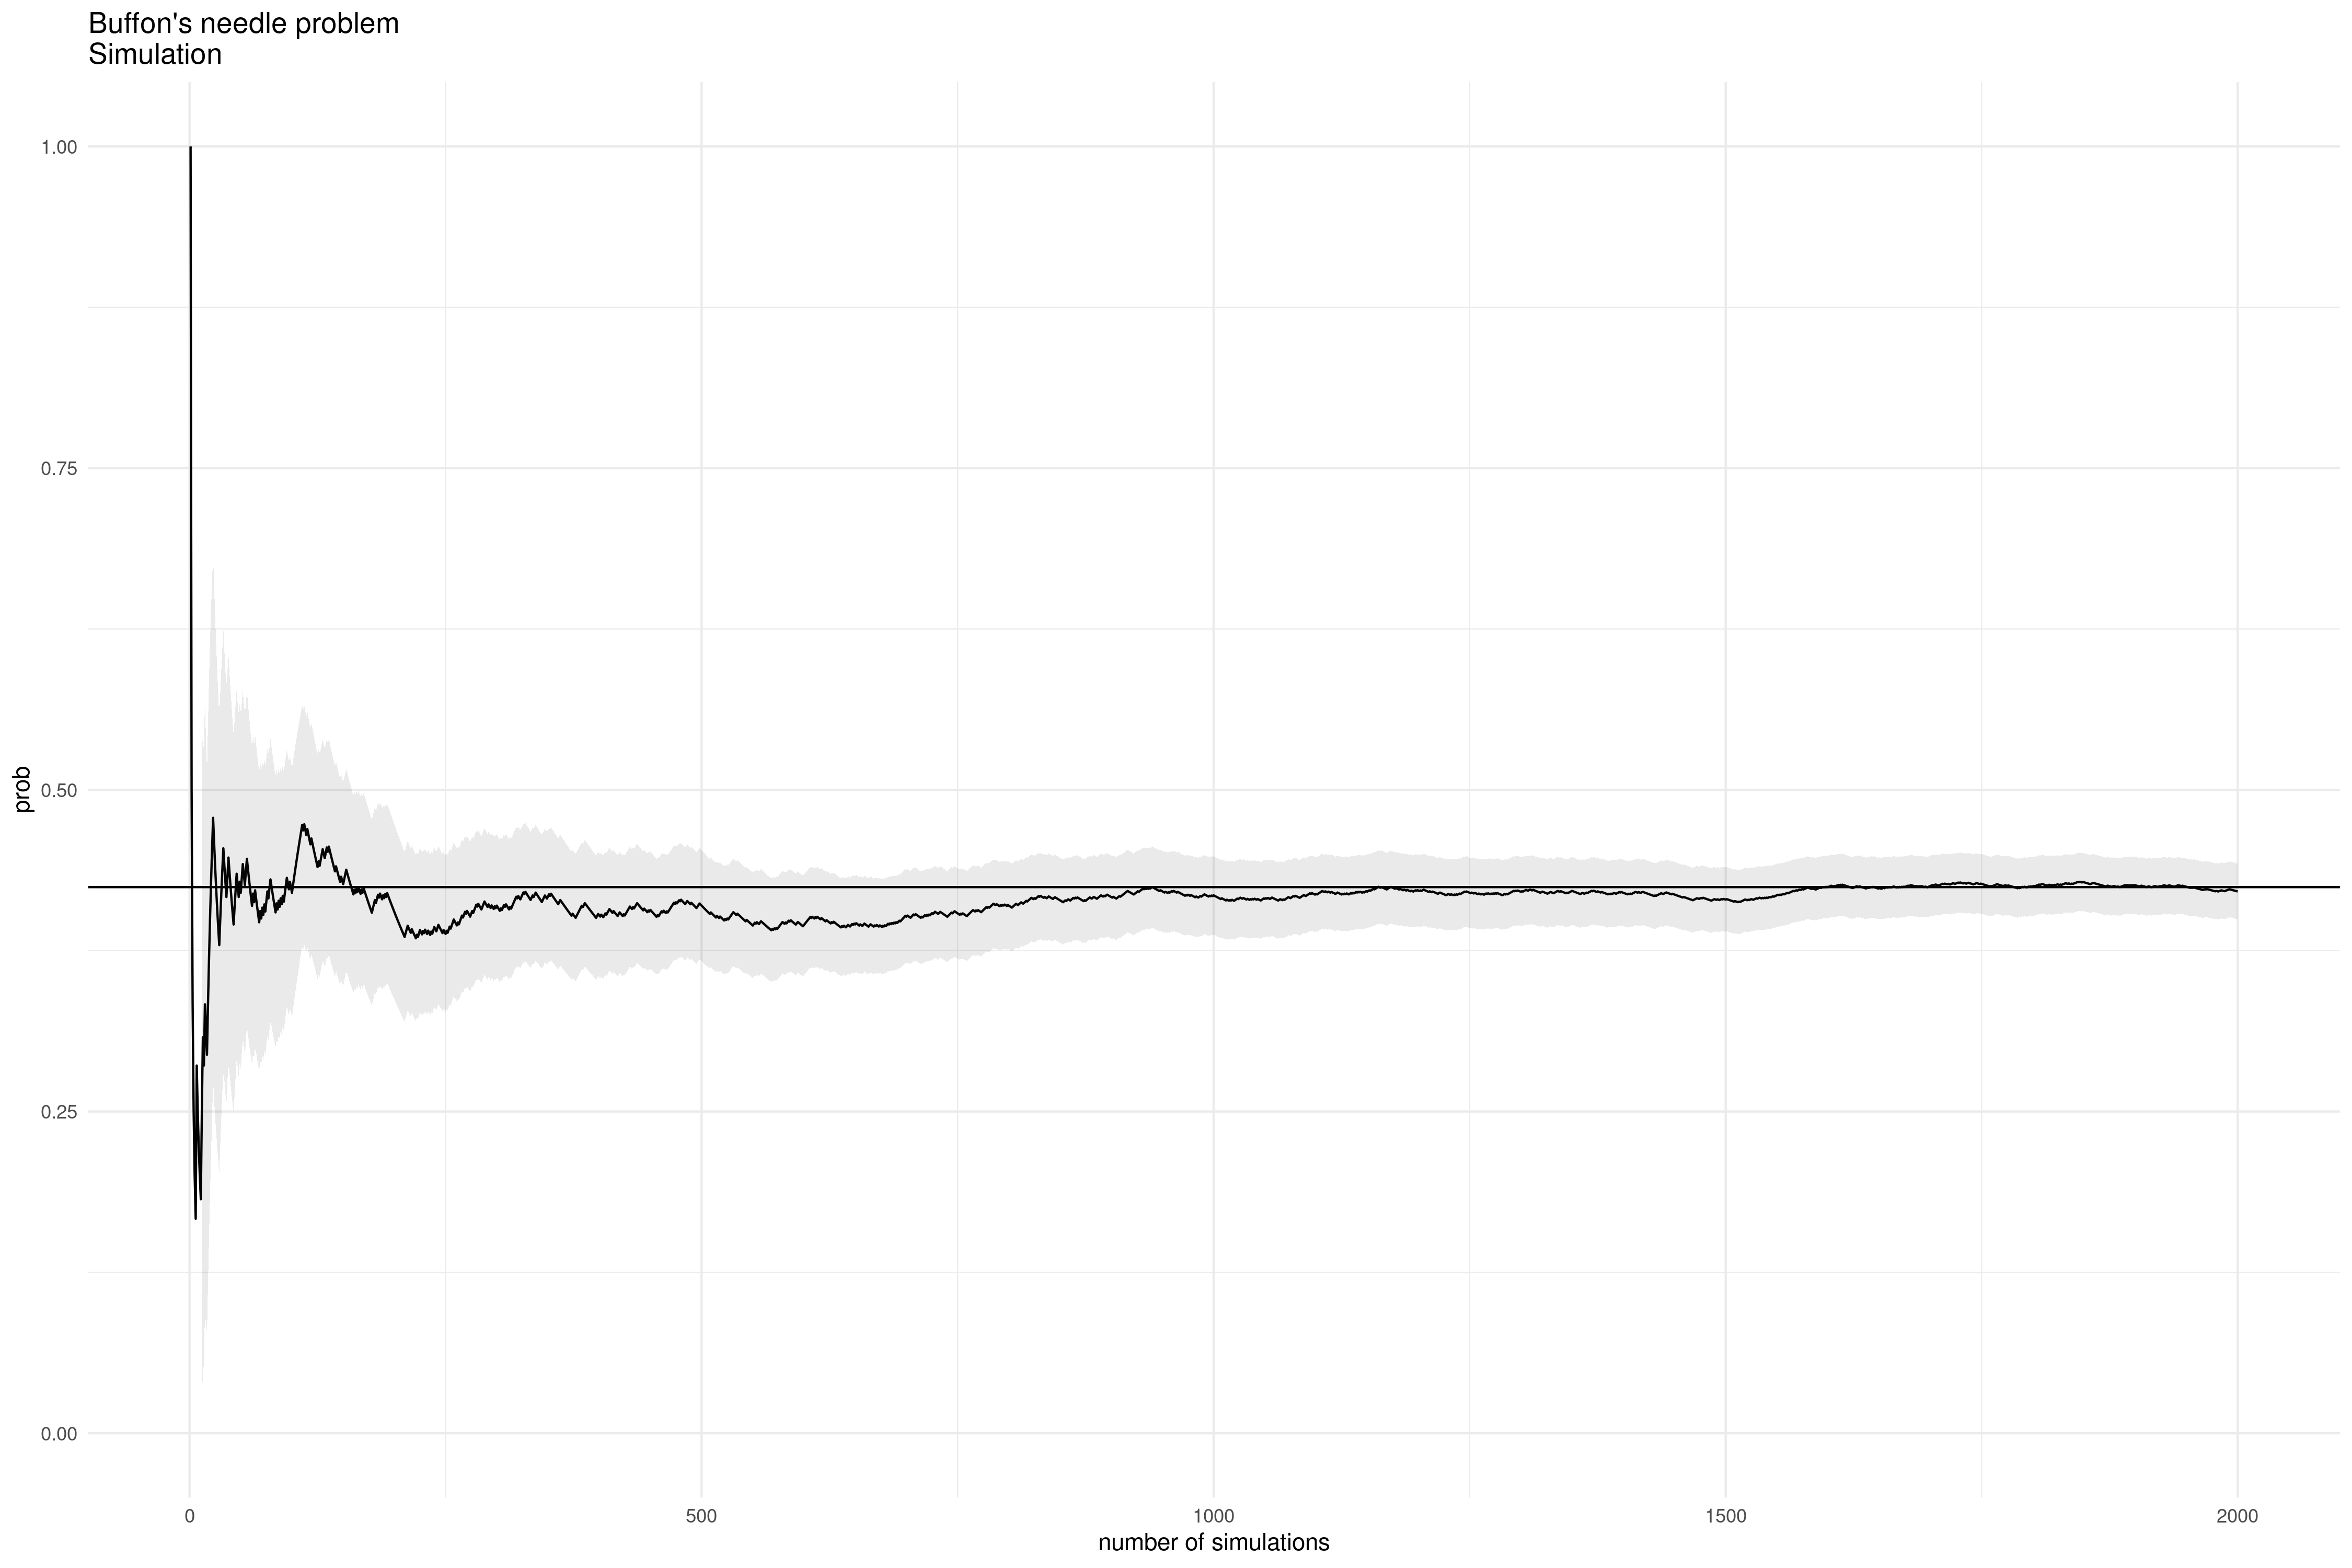 Buffon's needle problem
Simulation
1.00
0.75
0.50
0.25
0.00
prob
0
500
1000
1500
2000
number of simulations